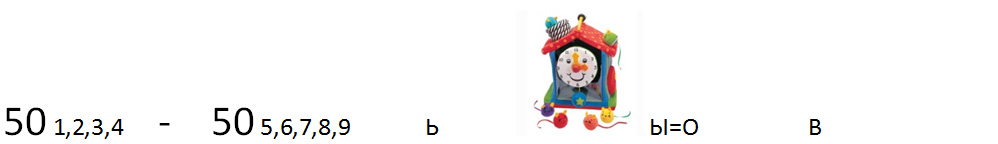 50 1,2,3,4 - 50 5,6,7,8,9 Ь Ы=О В